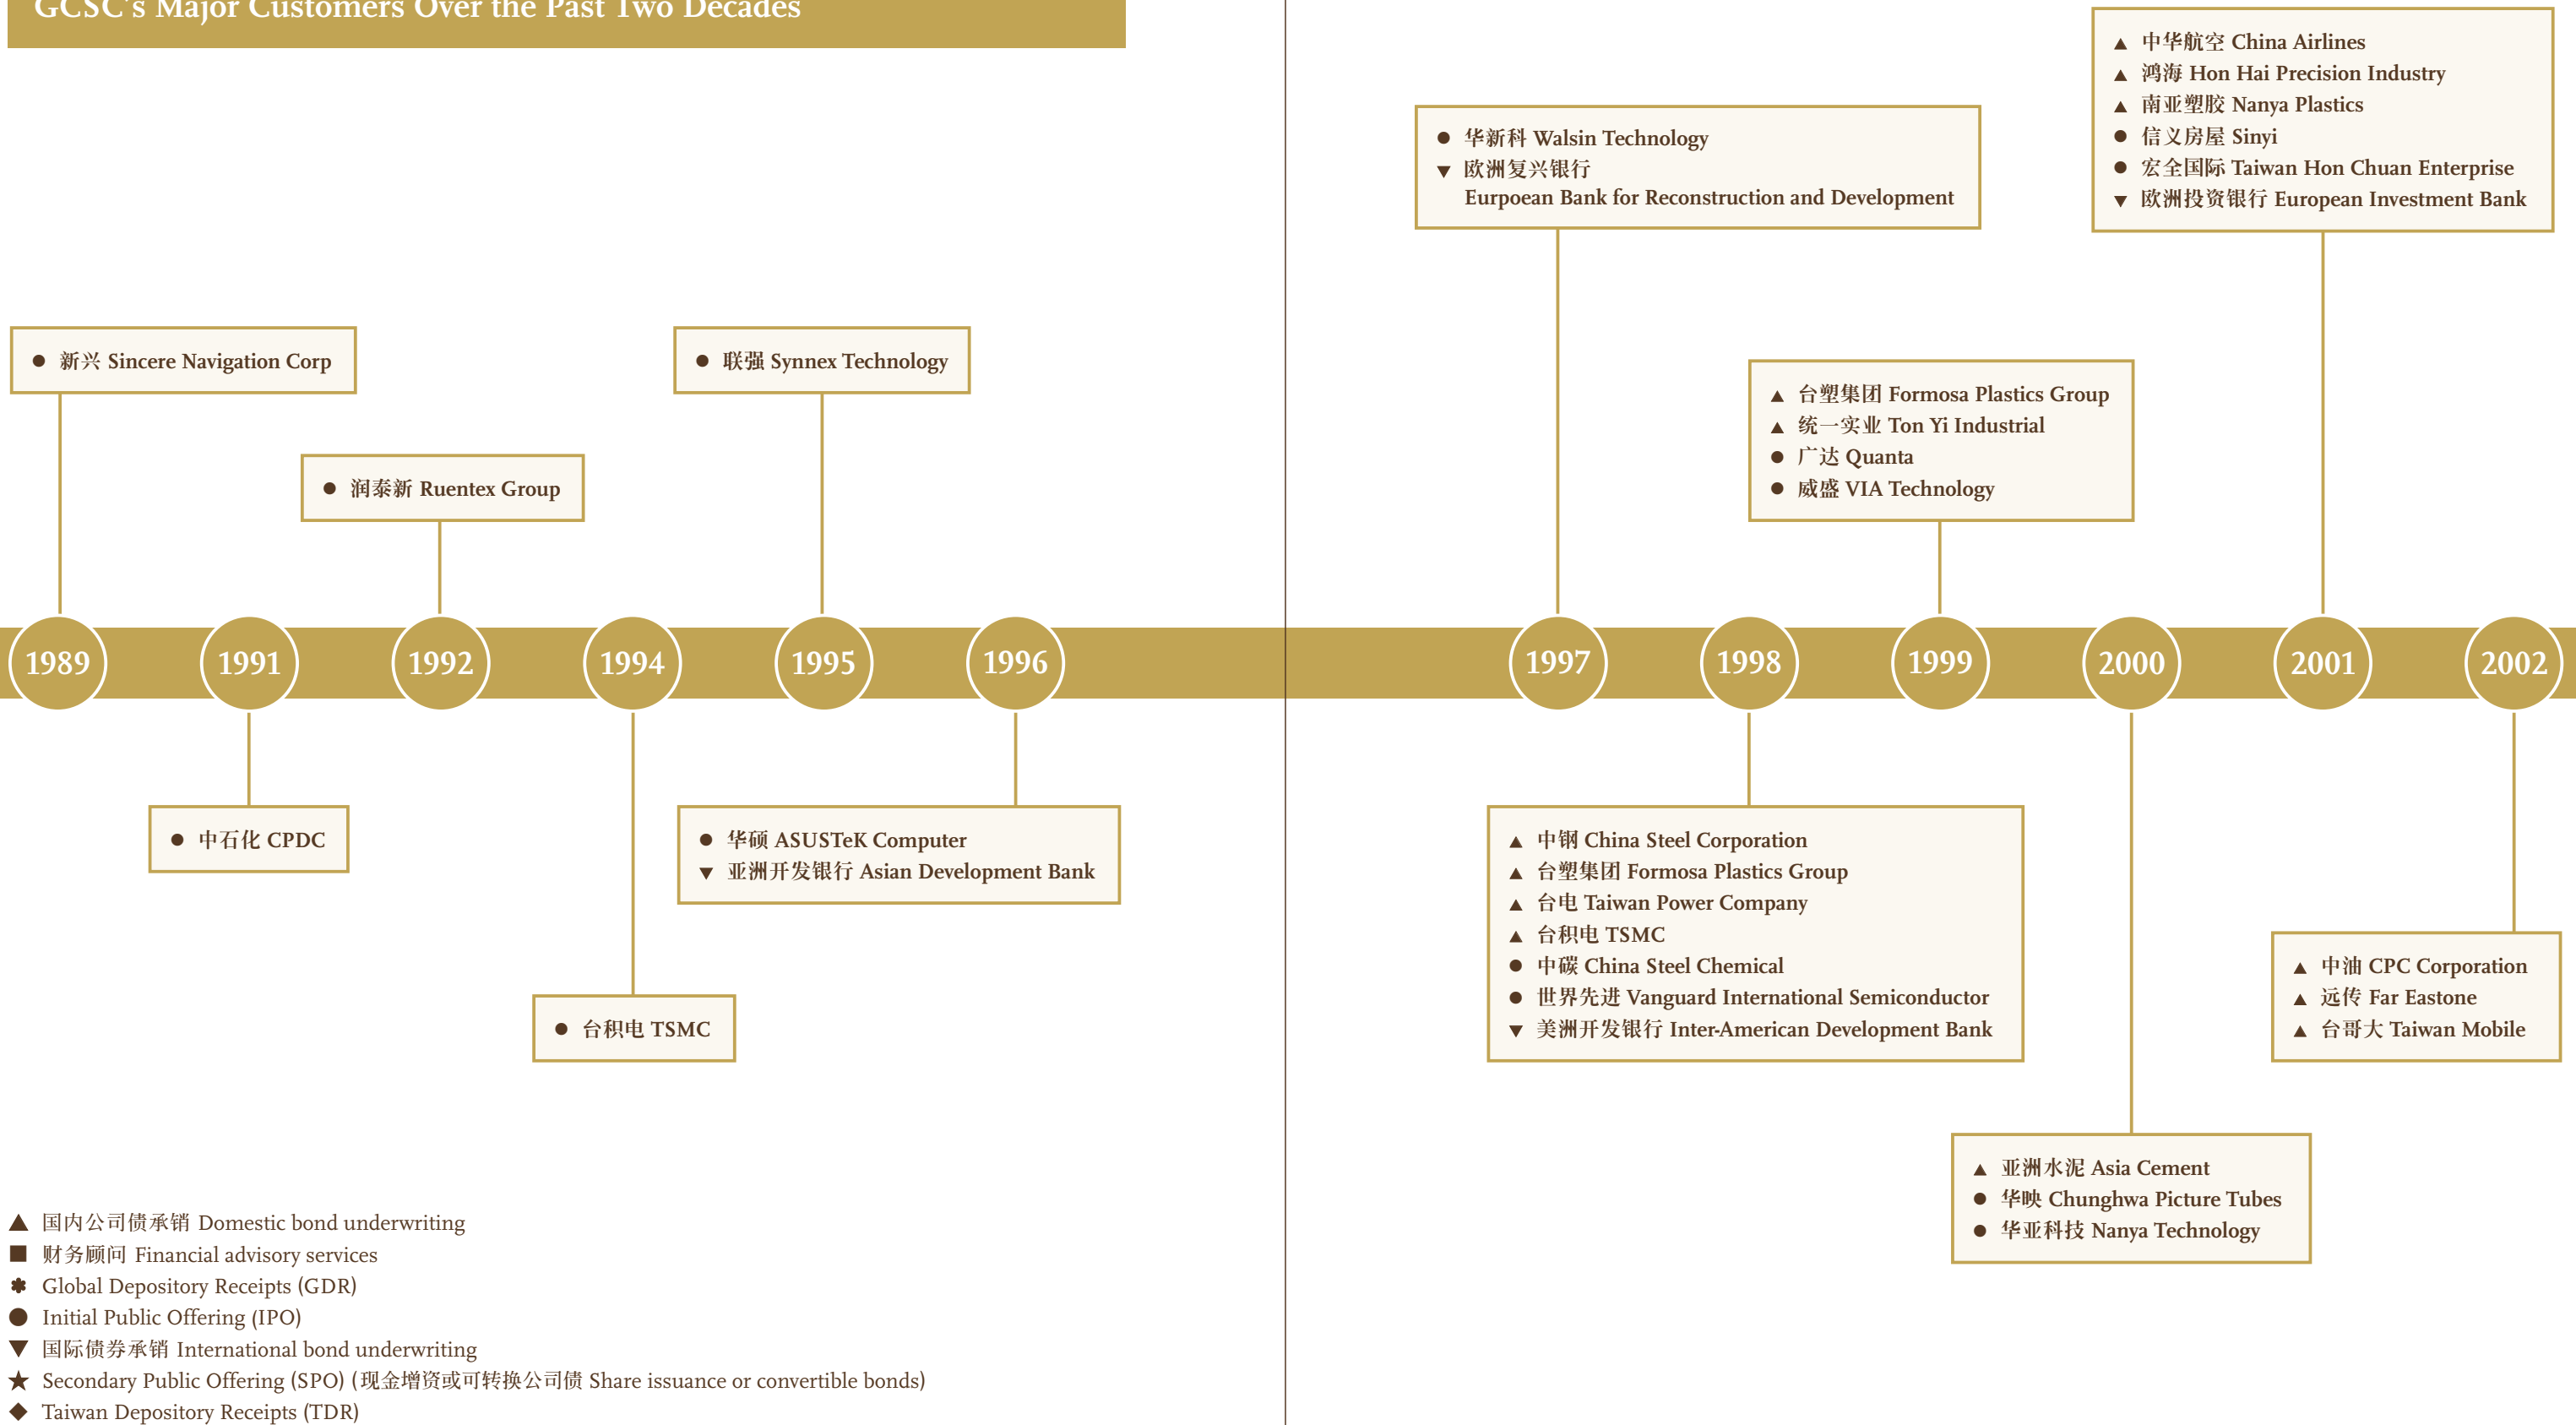 GCSC's Major Customers Over the Past Two Decades
● 新兴 Sincere Navigation Corp
● 润泰新 Ruentex Group
● 联强 Synnex Technology
1989
1991
1992
1994
1995
1996
● 中石化 CPDC
● 台积电 TSMC
● 华硕 ASUSTeK Computer
▼ 亚洲开发银行 Asian Development Bank
▲ 国内公司债承销 Domestic bond underwriting
■ 财务顾问 Financial advisory services
✽ Global Depository Receipts (GDR)
● Initial Public Offering (IPO)
▼ 国际债券承销 International bond underwriting
★ Secondary Public Offering (SPO) (现金增资或可转换公司债 Share issuance or convertible bonds)
◆ Taiwan Depository Receipts (TDR)
● 华新科 Walsin Technology
▼ 欧洲复兴银行
Eurpoean Bank for Reconstruction and Development
▲ 台塑集团 Formosa Plastics Group
▲ 统一实业 Ton Yi Industrial
● 广达 Quanta
● 威盛 VIA Technology
▲ 中华航空 China Airlines
▲ 鸿海 Hon Hai Precision Industry
▲ 南亚塑胶 Nanya Plastics
● 信义房屋 Sinyi
● 宏全国际 Taiwan Hon Chuan Enterprise
▼ 欧洲投资银行 European Investment Bank
1997
1998
1999
2000
2001
2002
▲ 中钢 China Steel Corporation
▲ 台塑集团 Formosa Plastics Group
▲ 台电 Taiwan Power Company
▲ 台积电 TSMC
● 中碳 China Steel Chemical
● 世界先进 Vanguard International Semiconductor
▼ 美洲开发银行 Inter-American Development Bank
▲ 亚洲水泥 Asia Cement
● 华映 Chunghwa Picture Tubes
● 华亚科技 Nanya Technology
▲ 中油 CPC Corporation
▲ 远传 Far Eastone
▲ 台哥大 Taiwan Mobile